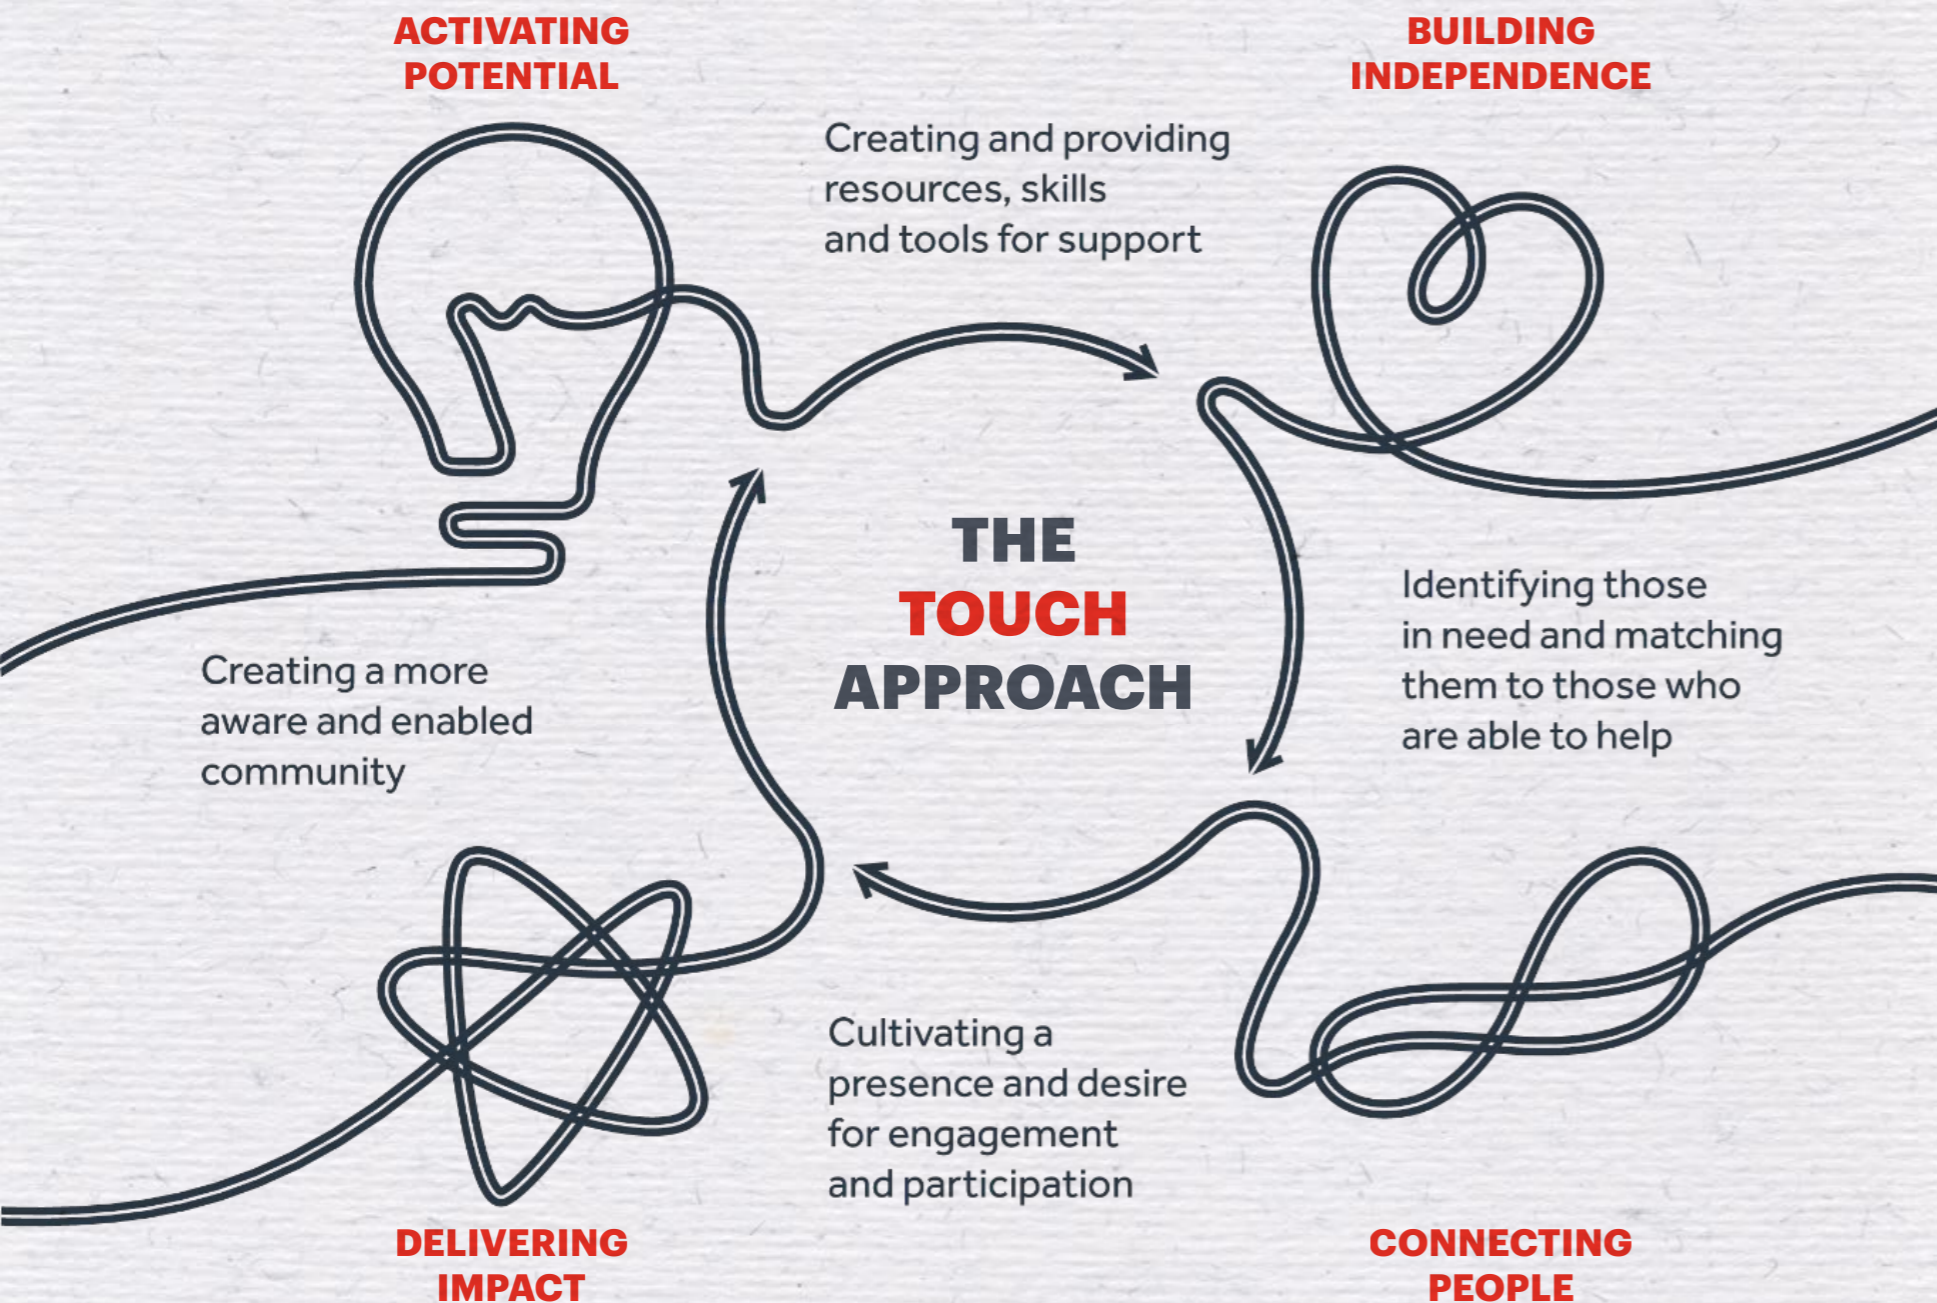 ACTIVATING
POTENTIAL
BUILDING
INDEPENDENCE
Creating and providing
resources, skills
and tools for support
THE
TOUCH
APPROACH
Identifying those
in need and matching
them to those who
are able to help
Creating a more
aware and enabled
community
Cultivating a
presence and desire
for engagement
and participation
DELIVERING
IMPACT
CONNECTING
PEOPLE